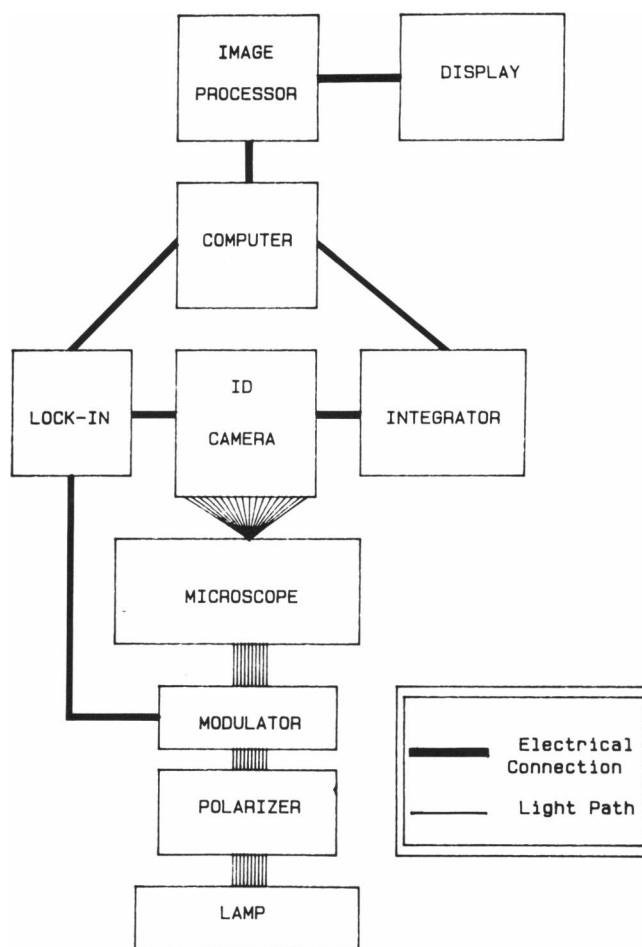 IMAGE
PROCESSOR
DISPLAY
COMPUTER
LOCK-IN
ID
CAMERA
INTEGRATOR
MICROSCOPE
MODULATOR
POLARIZER
LAMP
Electrical
Connection
Light Path